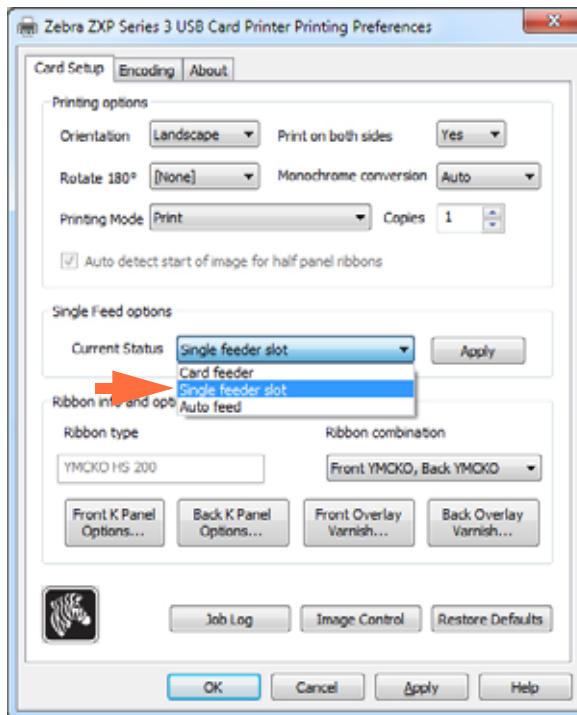 Zebra ZXP Series 3 USB Card Printer Printing Preferences
Card Setup Encoding About
Printing options
Orientation Landscape Print on both sides Yes
Rotate 180° [None] Monochrome conversion Auto
Printing Mode Print Copies 1
Auto detect start of image for half panel ribbons
Single Feed options
Current Status Single feeder slot Apply
Card feeder
Single feeder slot
Auto feed
Ribbon info and opti
Ribbon type Ribbon combination
YMCKO HS 200 Front YMCKO, Back YMCKO
Front K Panel Options... Back K Panel Options... Front Overlay Varnish... Back Overlay Varnish...
Job Log Image Control Restore Defaults
OK Cancel Apply Help